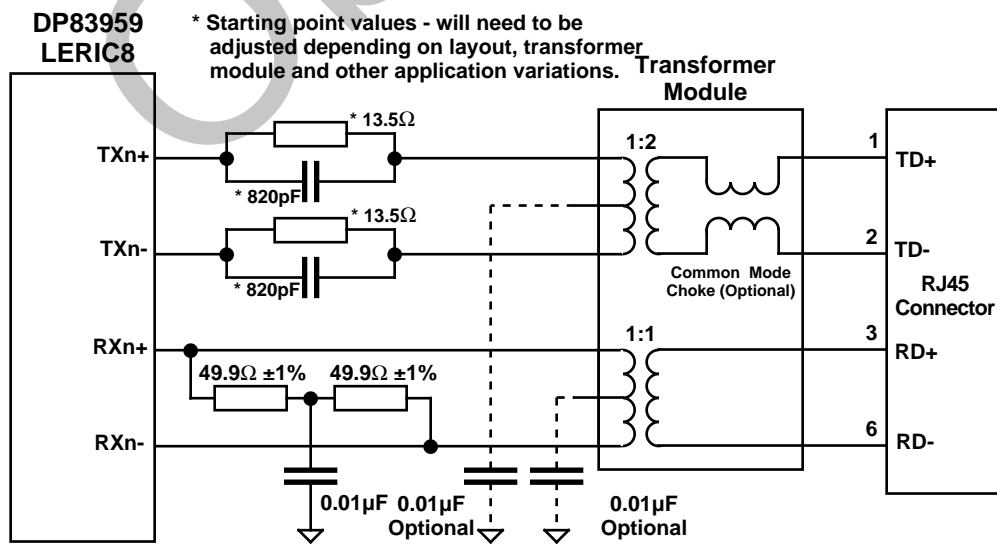 DP83959
LERIC8
* Starting point values - will need to be
adjusted depending on layout, transformer
module and other application variations.
Transformer
Module
* 13.5Ω
1:2
1
TXn+
TD+
* 820pF
* 13.5Ω
2
TXn-
TD-
* 820pF
Common Mode
Choke (Optional)
RJ45
Connector
1:1
3
RXn+
RD+
49.9Ω ±1%
49.9Ω ±1%
6
RXn-
RD-
0.01µF
0.01µF
Optional
0.01µF
Optional